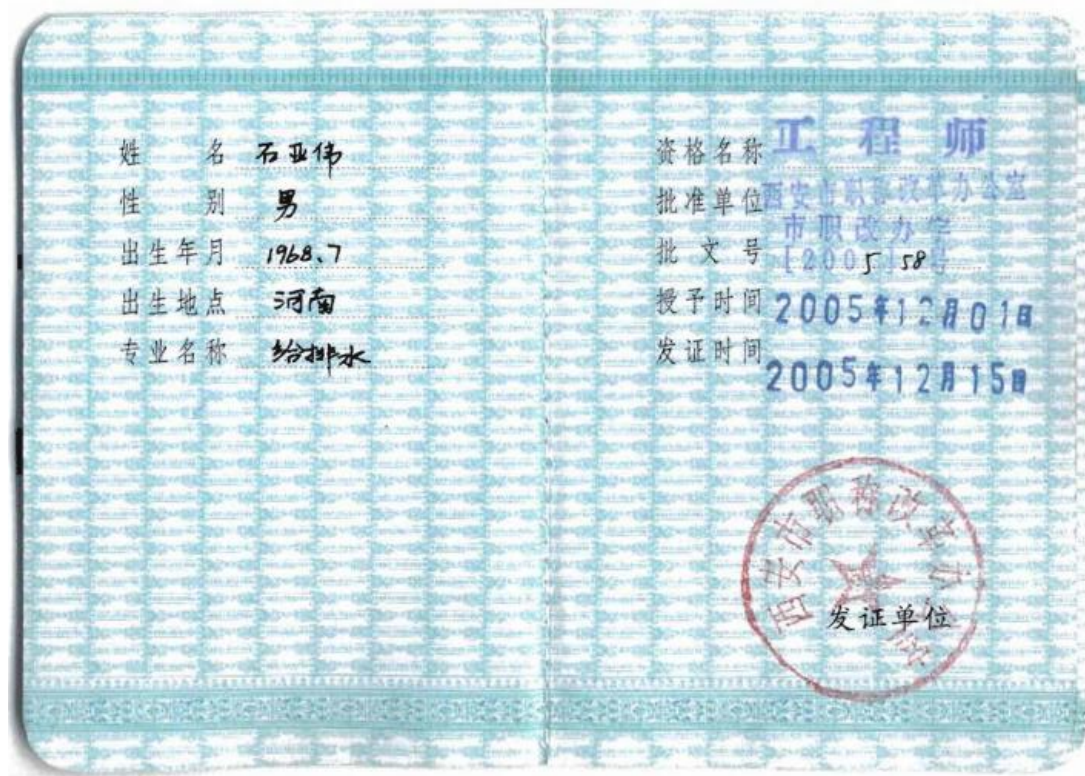 姓名 石亚伟
性别 男
出生年月 1968、7
出生地点 河南
专业名称 给排水
资格名称 工程师
批准单位 西安市职称改革办公室
市职改办字
批文号 [2005]58号
授予时间 2005年12月01日
发证时间 2005年12月15日
西安市职称改革办公室
发证单位